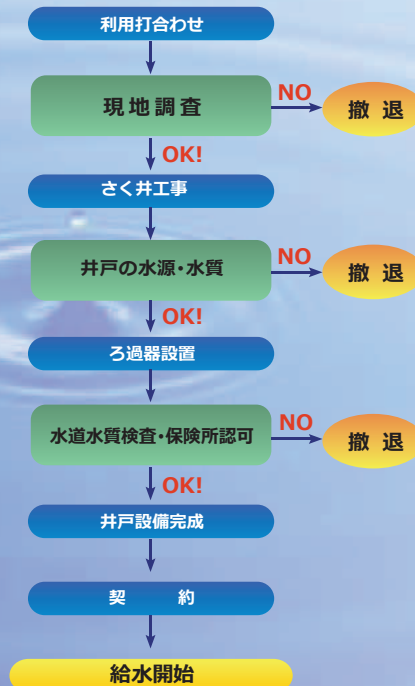 利用打合わせ
現地調査
NO
撤退
OK!
さく井工事
井戸の水源・水質
NO
撤退
OK!
ろ過器設置
水道水質検査・保険所認可
NO
撤退
OK!
井戸設備完成
契約
給水開始